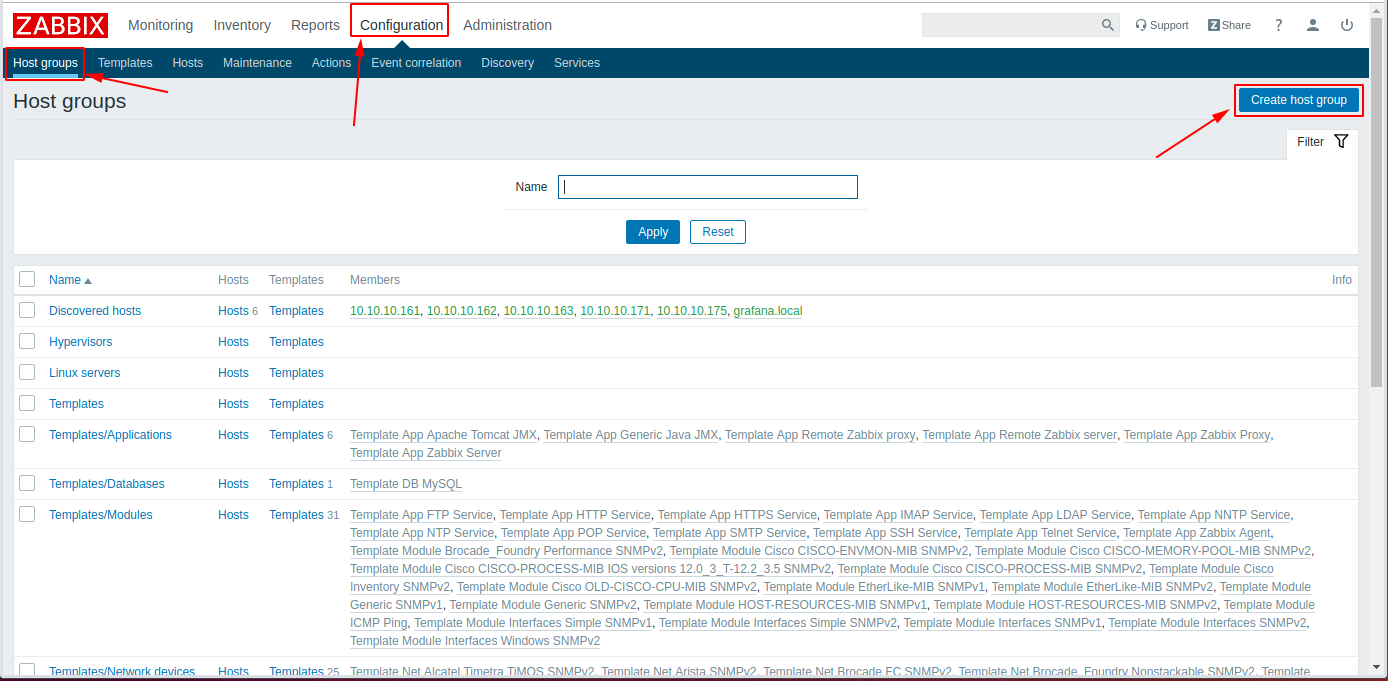 ZABBIX Monitoring Inventory Reports Configuration Administration Support Z Share ?
Host groups Templates Hosts Maintenance Actions Event correlation Discovery Services
Host groups Create host group
Filter
Name
Apply Reset
Name Hosts Templates Members Info
Discovered hosts Hosts 6 Templates 10.10.10.161, 10.10.10.162, 10.10.10.163, 10.10.10.171, 10.10.10.175, grafana.local
Hypervisors Hosts Templates
Linux servers Hosts Templates
Templates Hosts Templates
Templates/Applications Hosts Templates 6 Template App Apache Tomcat JMX, Template App Generic Java JMX, Template App Remote Zabbix proxy, Template App Remote Zabbix server, Template App Zabbix Proxy,
Template App Zabbix Server
Templates/Databases Hosts Templates 1 Template DB MySQL
Templates/Modules Hosts Templates 31 Template App FTP Service, Template App HTTP Service, Template App HTTPS Service, Template App IMAP Service, Template App LDAP Service, Template App NNTP Service,
Template App NTP Service, Template App POP Service, Template App SMTP Service, Template App SSH Service, Template App Telnet Service, Template App Zabbix Agent,
Template Module Brocade_Foundry Performance SNMPv2, Template Module Cisco CISCO-ENVMON-MIB SNMPv2, Template Module Cisco CISCO-MEMORY-POOL-MIB SNMPv2,
Template Module Cisco CISCO-PROCESS-MIB IOS versions 12.0_3_T-12.2_3.5 SNMPv2, Template Module Cisco CISCO-PROCESS-MIB SNMPv2, Template Module Cisco
Inventory SNMPv2, Template Module Cisco OLD-CISCO-CPU-MIB SNMPv2, Template Module EtherLike-MIB SNMPv1, Template Module EtherLike-MIB SNMPv2, Template Module
Generic SNMPv1, Template Module Generic SNMPv2, Template Module HOST-RESOURCES-MIB SNMPv1, Template Module HOST-RESOURCES-MIB SNMPv2, Template Module
ICMP Ping, Template Module Interfaces Simple SNMPv1, Template Module Interfaces Simple SNMPv2, Template Module Interfaces SNMPv1, Template Module Interfaces SNMPv2,
Template Module Interfaces Windows SNMPv2
Templates/Network devices Hosts Templates 25 Template Net Alcatel Timetra TiMOS SNMPv2, Template Net Arista SNMPv2, Template Net Brocade FC SNMPv2, Template Net Brocade_Foundry Nonstackable SNMPv2, Template